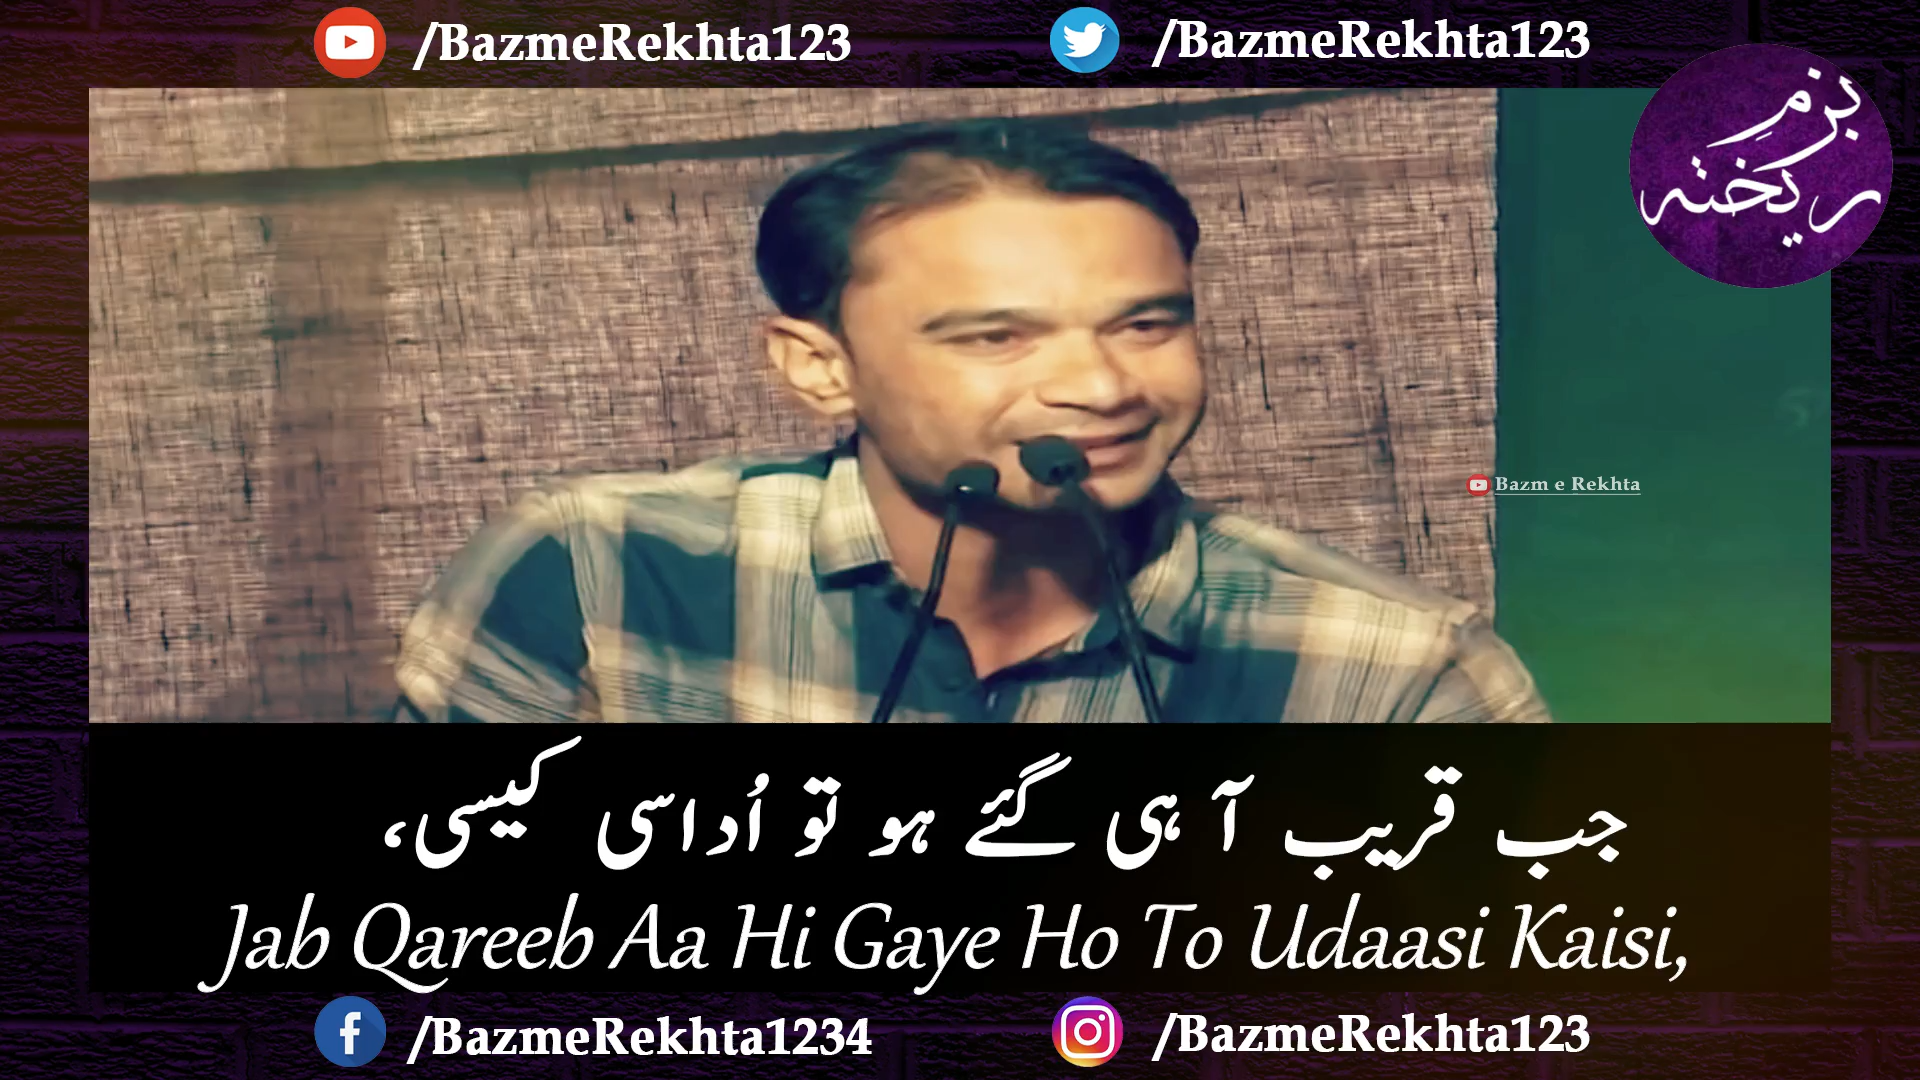 /BazmeRekhta123
/BazmeRekhta123
بزمِ
ریختہ
Bazm e Rekhta
جب قریب آ ہی گئے ہو تو اُداسی کیسی،
Jab Qareeb Aa Hi Gaye Ho To Udaasi Kaisi,
/BazmeRekhta1234
/BazmeRekhta123